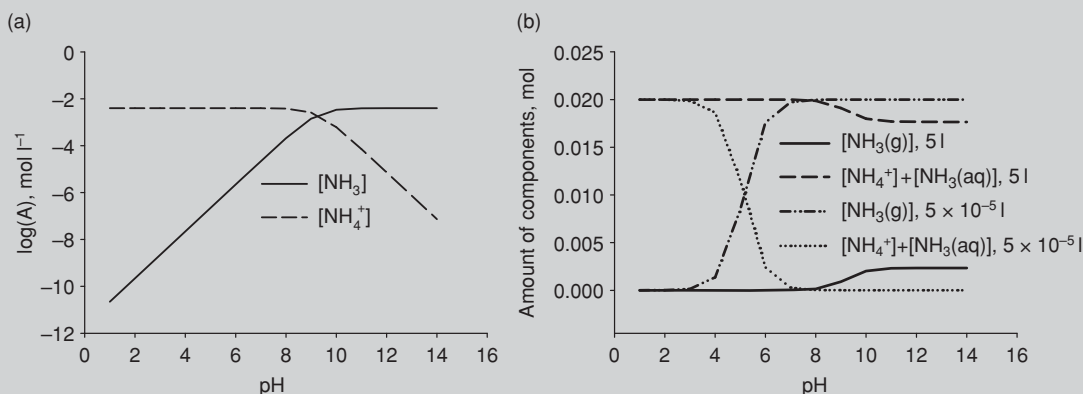 (a)
0
−2
−4
−6
−8
−10
−12
log(A), mol l⁻¹
[NH₃]
[NH₄⁺]
0 2 4 6 8 10 12 14 16
pH
(b)
0.025
0.020
0.015
0.010
0.005
0.000
Amount of components, mol
[NH₃(g)], 5 l
[NH₄⁺]+[NH₃(aq)], 5 l
[NH₃(g)], 5 × 10⁻⁵ l
[NH₄⁺]+[NH₃(aq)], 5 × 10⁻⁵ l
0 2 4 6 8 10 12 14 16
pH